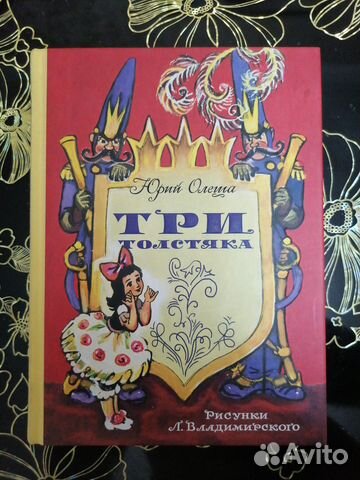 Юрий Олеша
ТРИ
ТОЛСТЯКА
Рисунки
Л. Владимирского
Avito